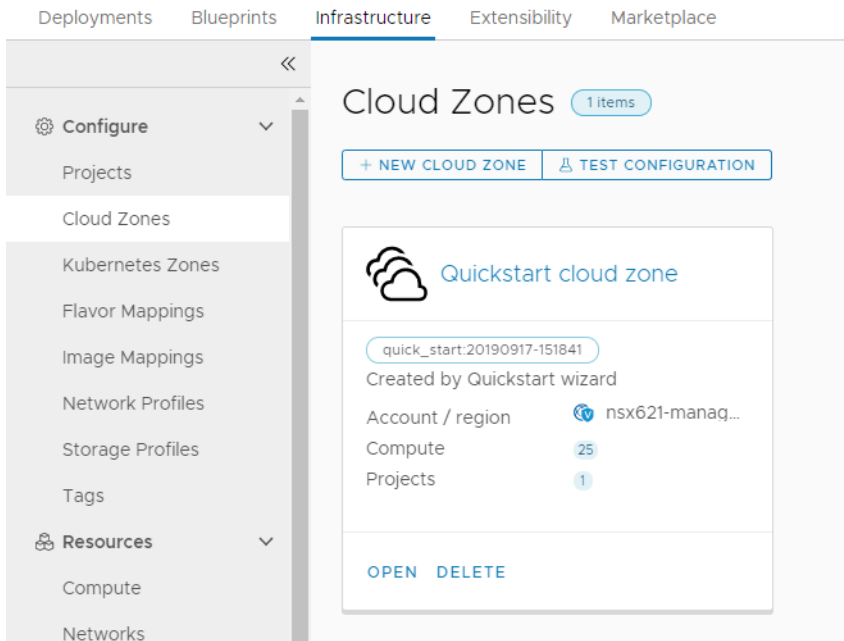 Deployments Blueprints Infrastructure Extensibility Marketplace
Configure
Projects
Cloud Zones
Kubernetes Zones
Flavor Mappings
Image Mappings
Network Profiles
Storage Profiles
Tags
Resources
Compute
Networks
Cloud Zones 1 items
+ NEW CLOUD ZONE TEST CONFIGURATION
Quickstart cloud zone
quick_start:20190917-151841
Created by Quickstart wizard
Account / region nsx621-manag...
Compute 25
Projects 1
OPEN DELETE